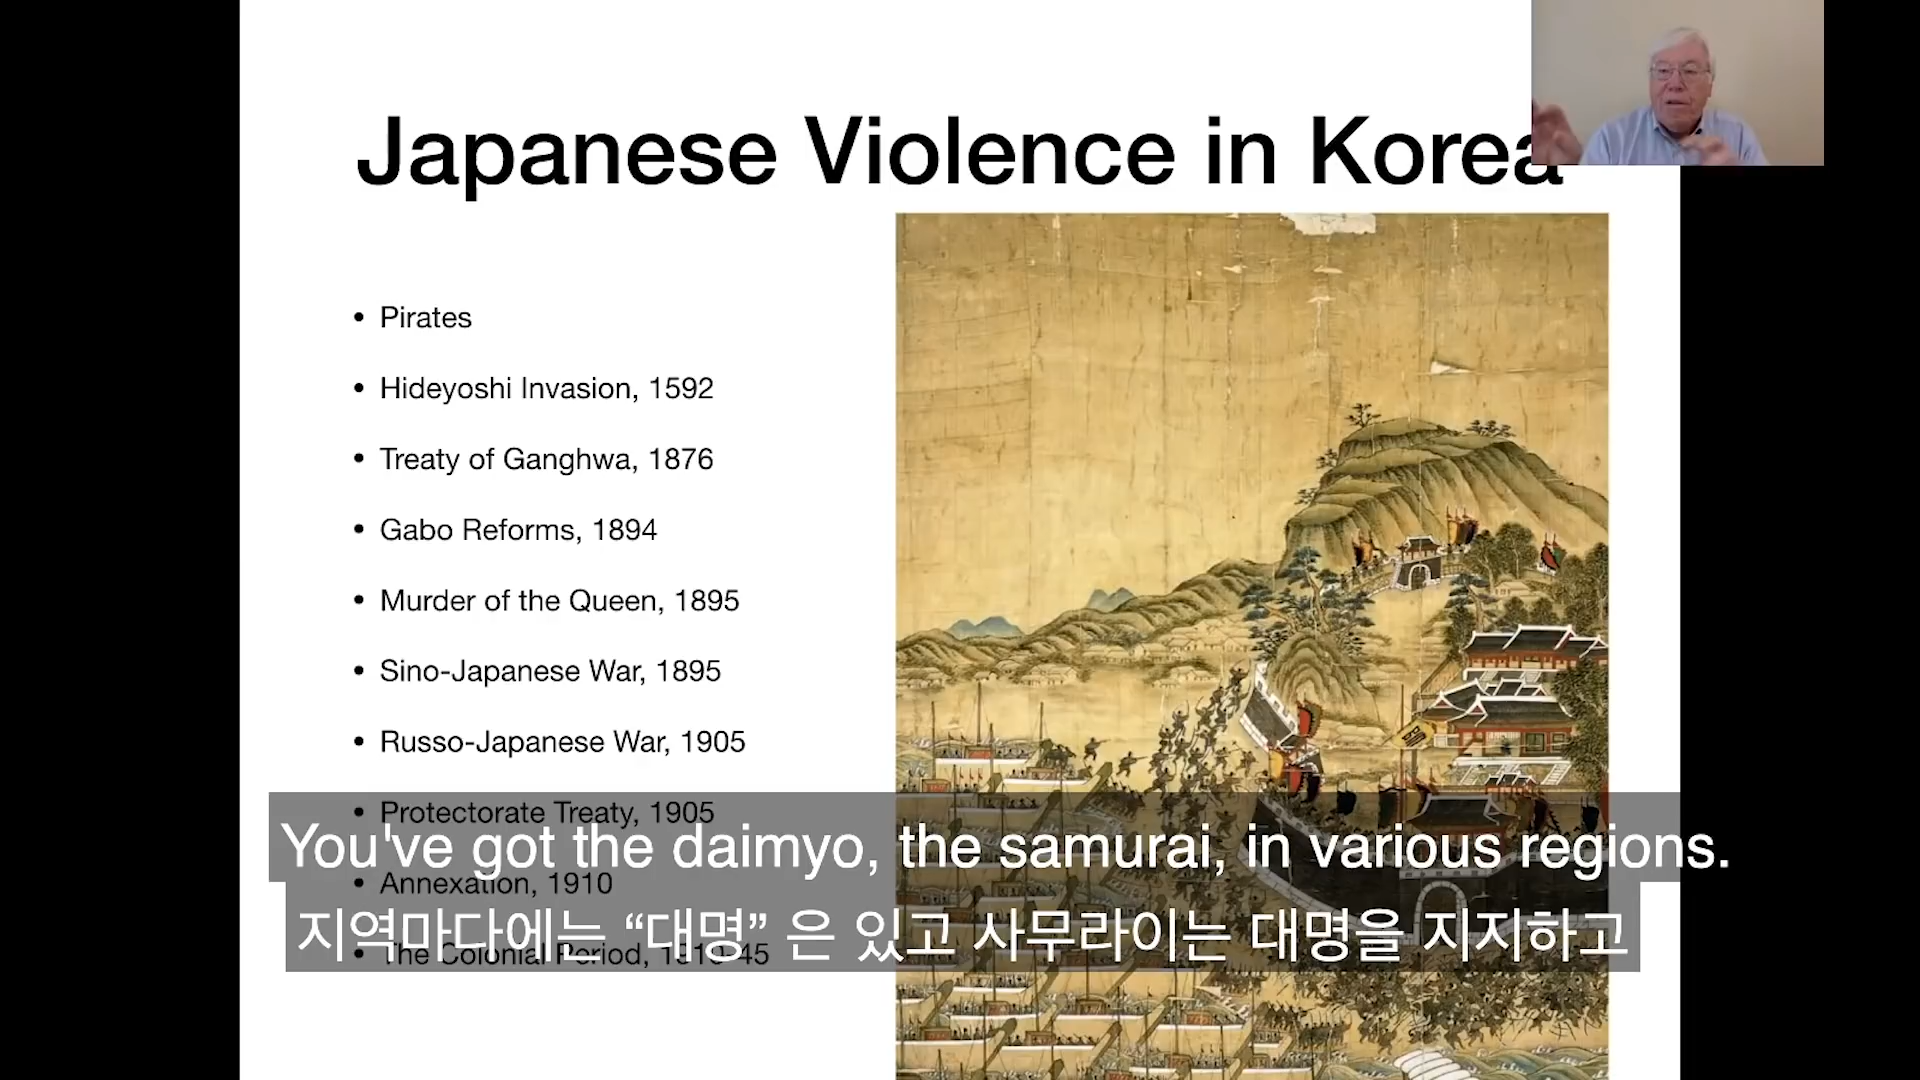 Japanese Violence in Korea
• Pirates
• Hideyoshi Invasion, 1592
• Treaty of Ganghwa, 1876
• Gabo Reforms, 1894
• Murder of the Queen, 1895
• Sino-Japanese War, 1895
• Russo-Japanese War, 1905
• Protectorate Treaty, 1905
You've got the daimyo, the samurai, in various regions.
• Annexation, 1910
지역마다에는 “대명” 은 있고 사무라이는 대명을 지지하고
• The Colonial Period, 1910-45